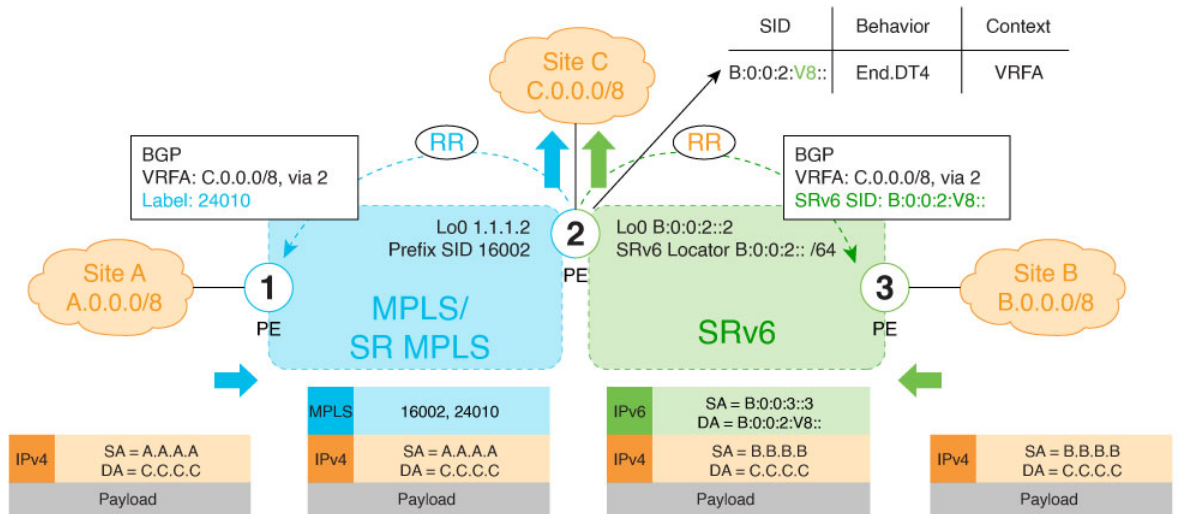 SID Behavior Context
B:0:0:2:V8:: End.DT4 VRFA
Site C
C.0.0.0/8
RR
RR
BGP
VRFA: C.0.0.0/8, via 2
Label: 24010
BGP
VRFA: C.0.0.0/8, via 2
SRv6 SID: B:0:0:2:V8::
Lo0 1.1.1.2
Prefix SID 16002
2
PE
Lo0 B:0:0:2::2
SRv6 Locator B:0:0:2:: /64
Site A
A.0.0.0/8
1
PE
MPLS/
SR MPLS
SRv6
3
PE
Site B
B.0.0.0/8
MPLS 16002, 24010
IPv6 SA = B:0:0:3::3
DA = B:0:0:2:V8::
IPv4 SA = A.A.A.A
DA = C.C.C.C
Payload
IPv4 SA = A.A.A.A
DA = C.C.C.C
Payload
IPv4 SA = B.B.B.B
DA = C.C.C.C
Payload
IPv4 SA = B.B.B.B
DA = C.C.C.C
Payload